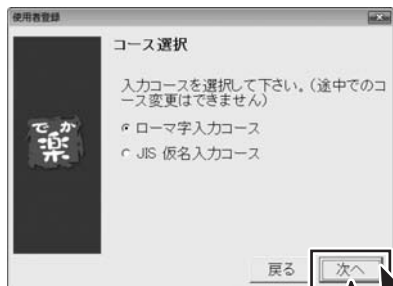 使用者登録
コース選択
入力コースを選択して下さい。(途中でのコ
ース変更はできません)
ローマ字入力コース
JIS 仮名入力コース
でか
楽
戻る
次へ